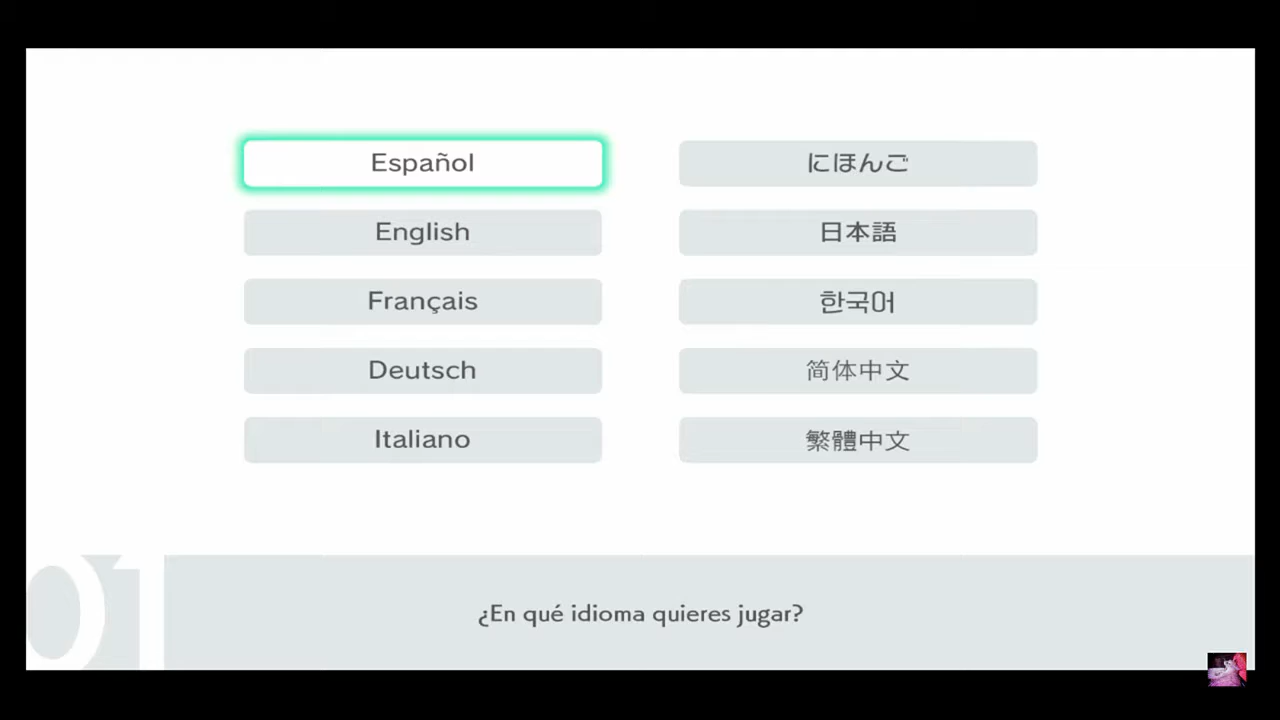 Español
English
Français
Deutsch
Italiano
にほんご
日本語
한국어
简体中文
繁體中文
01
¿En qué idioma quieres jugar?